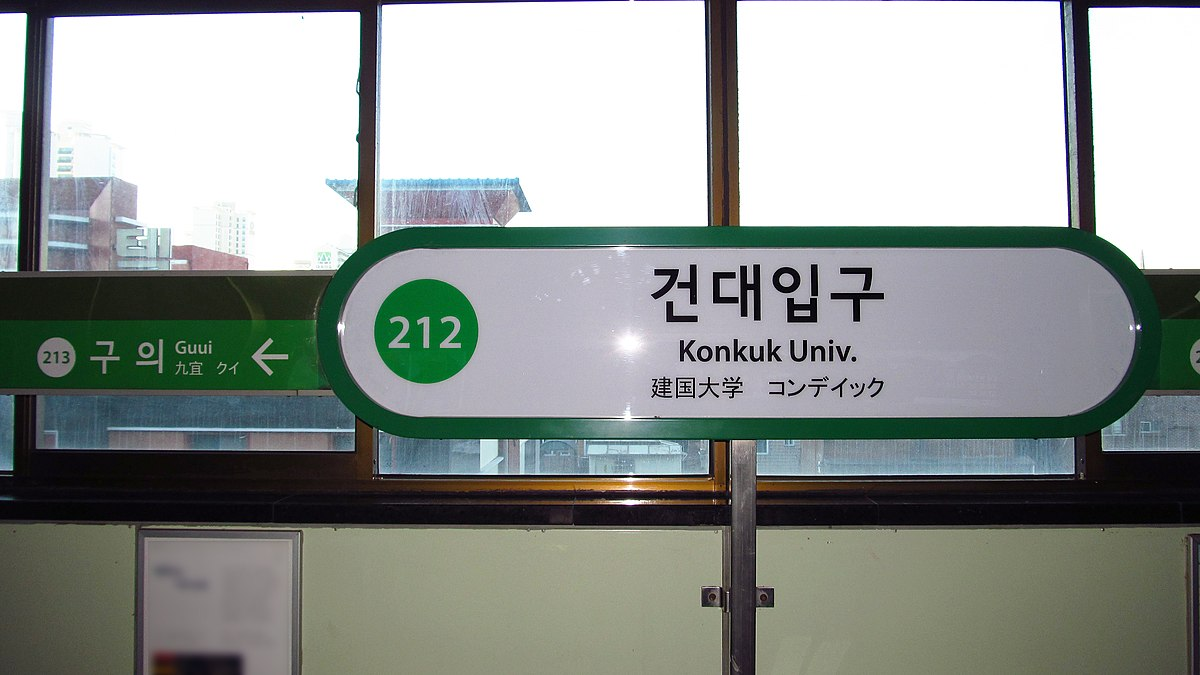 213 구 의 Guui ←
九宜 クイ
212
건대입구
Konkuk Univ.
建国大学 コンデイック